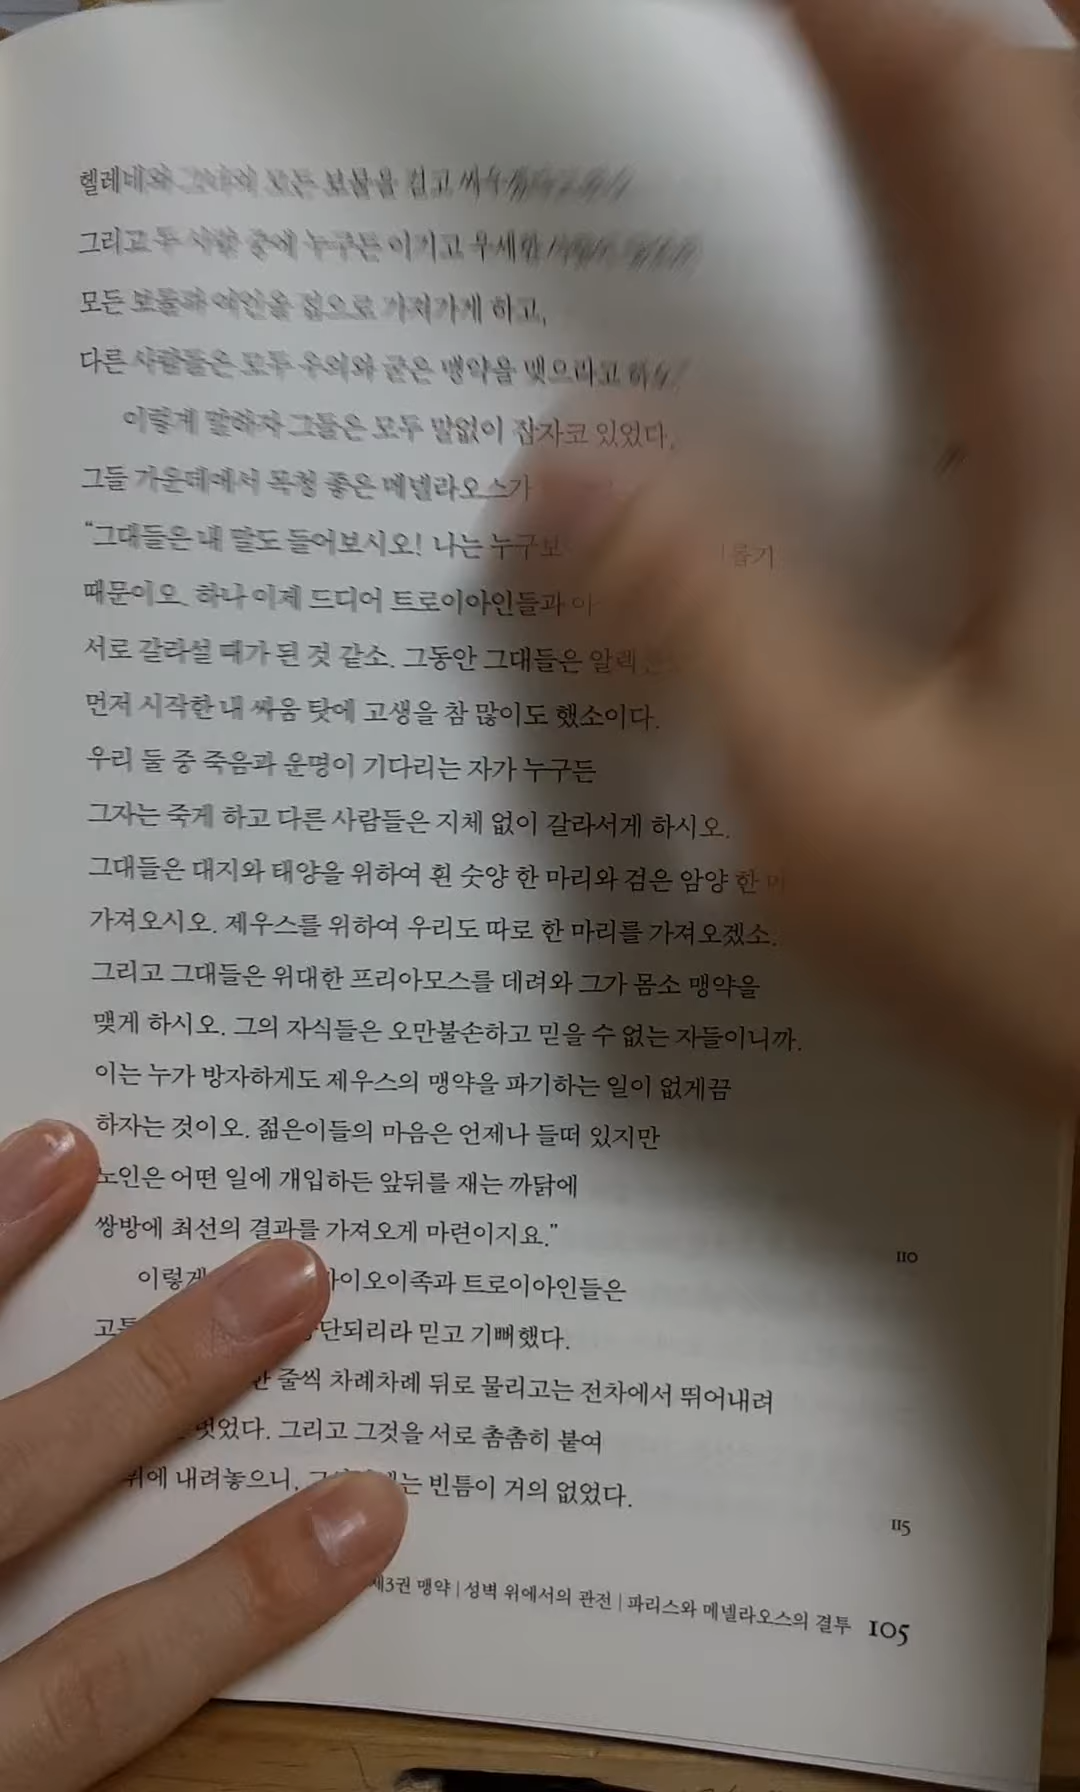 헬레네와 모든 보물을 걸고
그리고 두 사람 중에 누구든 이기고 우세한
모든 보물과 여인을 집으로 가져가게 하고,
다른 사람들은 모두 우의와 굳은 맹약을 맺으라고
이렇게 말하자 그들은 모두 말없이 잠자코 있었다.
그들 가운데에서 목청 좋은 메넬라오스가
“그대들은 내 말도 들어보시오! 나는
때문이오. 하나 이제 드디어 트로이아인들과
서로 갈라설 때가 된 것 같소. 그동안 그대들은
먼저 시작한 내 싸움 탓에 고생을 참 많이도 했소이다.
우리 둘 중 죽음과 운명이 기다리는 자가 누구든
그자는 죽게 하고 다른 사람들은 지체 없이 갈라서게 하시오.
그대들은 대지와 태양을 위하여 흰 숫양 한 마리와 검은 암양 한
가져오시오. 제우스를 위하여 우리도 따로 한 마리를 가져오겠소.
그리고 그대들은 위대한 프리아모스를 데려와 그가 몸소 맹약을
맺게 하시오. 그의 자식들은 오만불손하고 믿을 수 없는 자들이니까.
이는 누가 방자하게도 제우스의 맹약을 파기하는 일이 없게끔
하자는 것이오. 젊은이들의 마음은 언제나 들떠 있지만
노인은 어떤 일에 개입하든 앞뒤를 재는 까닭에
쌍방에 최선의 결과를 가져오게 마련이지요.”
110
이렇게 트로이아인들은
믿고 기뻐했다.
줄씩 차례차례 뒤로 물리고는 전차에서 뛰어내려
벗었다. 그리고 그것을 서로 촘촘히 붙여
위에 내려놓으니, 빈틈이 거의 없었다.
115
제3권 맹약 | 성벽 위에서의 관전 | 파리스와 메넬라오스의 결투 105